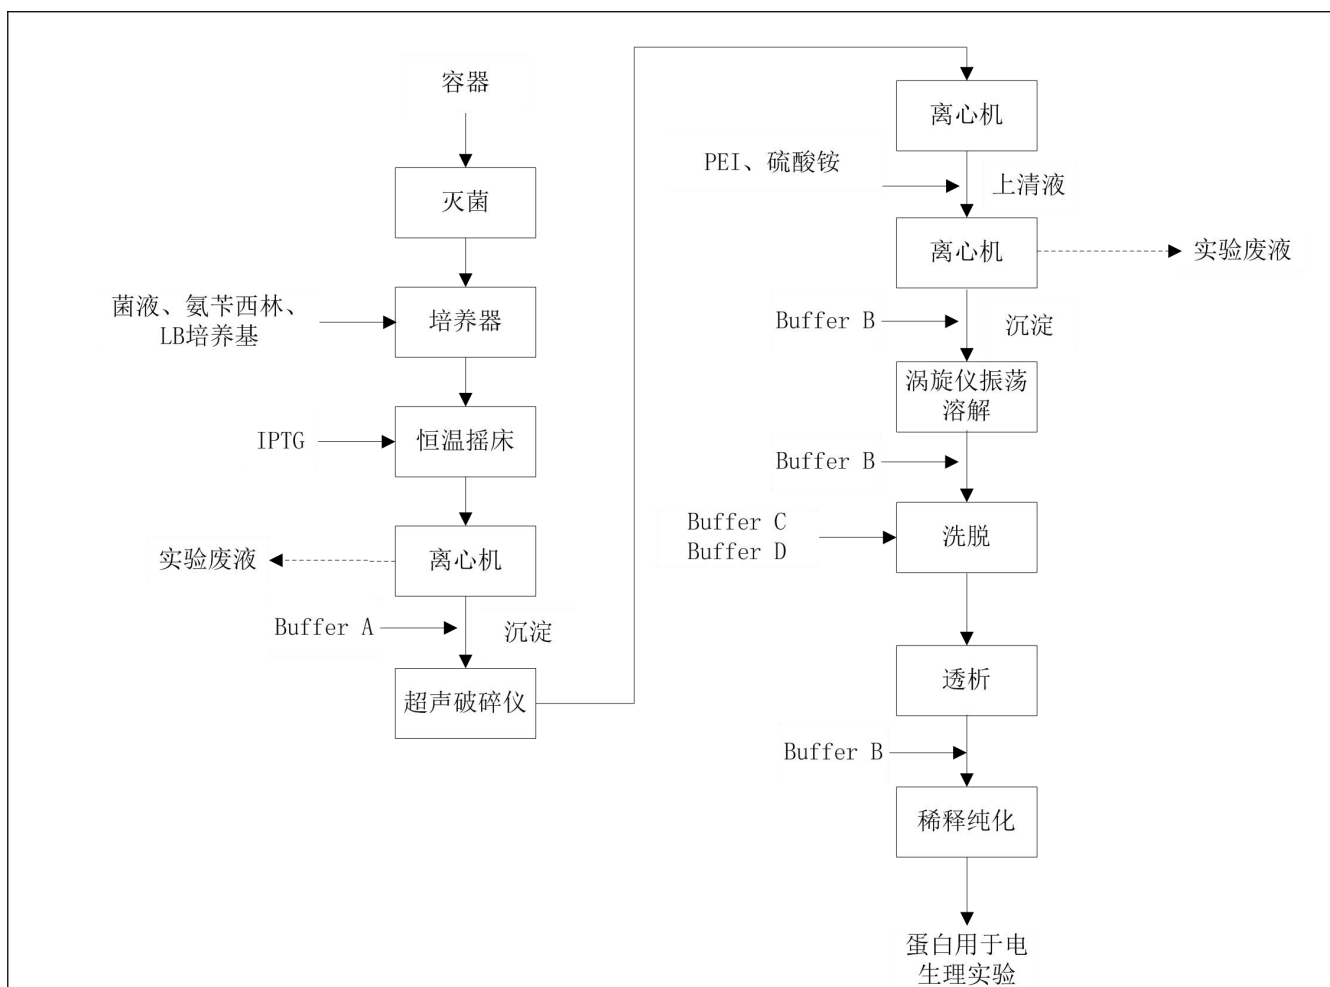 容器
灭菌
菌液、氨苄西林、
LB培养基
培养器
IPTG
恒温摇床
实验废液
离心机
Buffer A
沉淀
超声破碎仪
离心机
PEI、硫酸铵
上清液
离心机
实验废液
Buffer B
沉淀
涡旋仪振荡
溶解
Buffer B
Buffer C
Buffer D
洗脱
透析
Buffer B
稀释纯化
蛋白用于电
生理实验